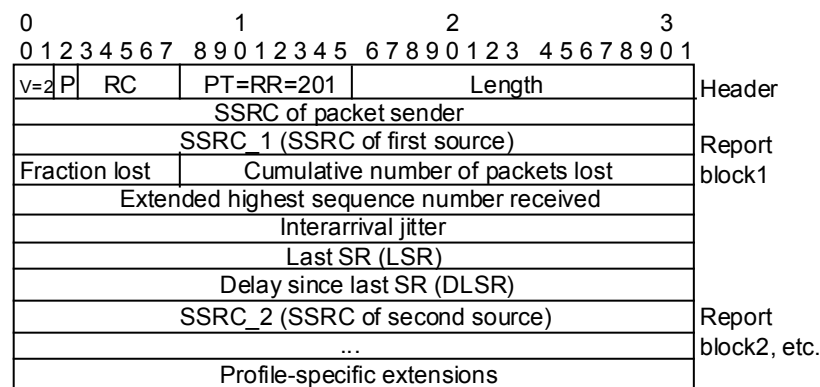 0 1 2 3
0 1 2 3 4 5 6 7 8 9 0 1 2 3 4 5 6 7 8 9 0 1 2 3 4 5 6 7 8 9 0 1
V=2 P RC PT=RR=201 Length Header
SSRC of packet sender
SSRC_1 (SSRC of first source) Report
Fraction lost Cumulative number of packets lost block1
Extended highest sequence number received
Interarrival jitter
Last SR (LSR)
Delay since last SR (DLSR)
SSRC_2 (SSRC of second source) Report
... block2, etc.
Profile-specific extensions